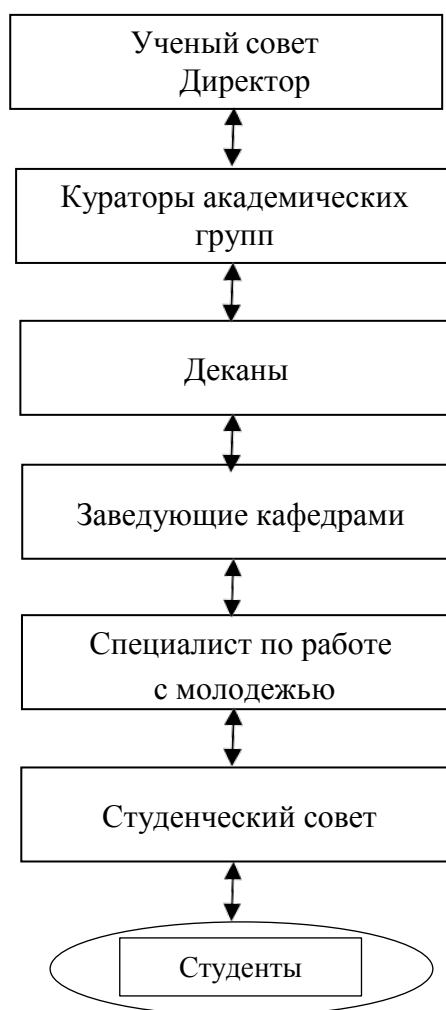 Ученый совет
Директор
Кураторы академических
групп
Деканы
Заведующие кафедрами
Специалист по работе
с молодежью
Студенческий совет
Студенты